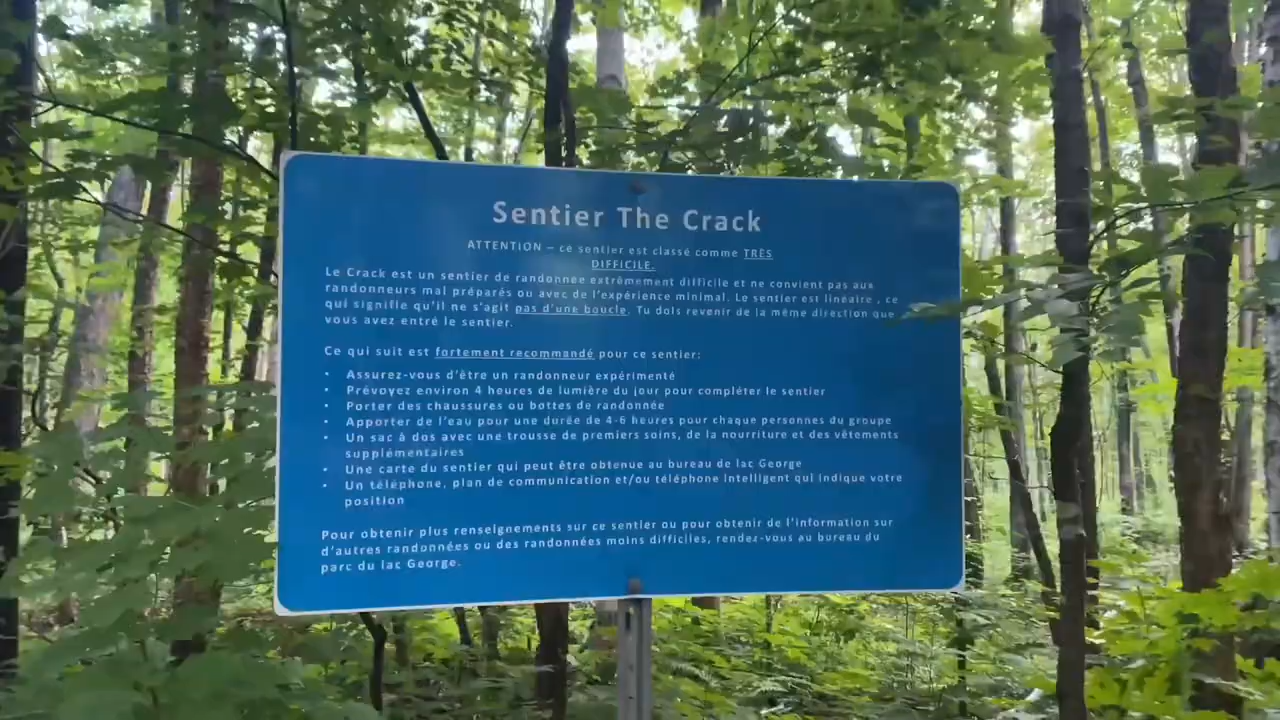 Sentier The Crack
ATTENTION – ce sentier est classé comme TRÈS
DIFFICILE.
Le Crack est un sentier de randonnée extrêmement difficile et ne convient pas aux
randonneurs mal préparés ou avec de l'expérience minimal. Le sentier est linéaire , ce
qui signifie qu'il ne s'agit pas d'une boucle. Tu dois revenir de la même direction que
vous avez entré le sentier.
Ce qui suit est fortement recommandé pour ce sentier:
• Assurez-vous d'être un randonneur expérimenté
• Prévoyez environ 4 heures de lumière du jour pour compléter le sentier
• Porter des chaussures ou bottes de randonnée
• Apporter de l'eau pour une durée de 4-6 heures pour chaque personnes du groupe
• Un sac à dos avec une trousse de premiers soins, de la nourriture et des vêtements
supplémentaires
• Une carte du sentier qui peut être obtenue au bureau de lac George
• Un téléphone, plan de communication et/ou téléphone intelligent qui indique votre
position
Pour obtenir plus renseignements sur ce sentier ou pour obtenir de l'information sur
d'autres randonnées ou des randonnées moins difficiles, rendez-vous au bureau du
parc du lac George.